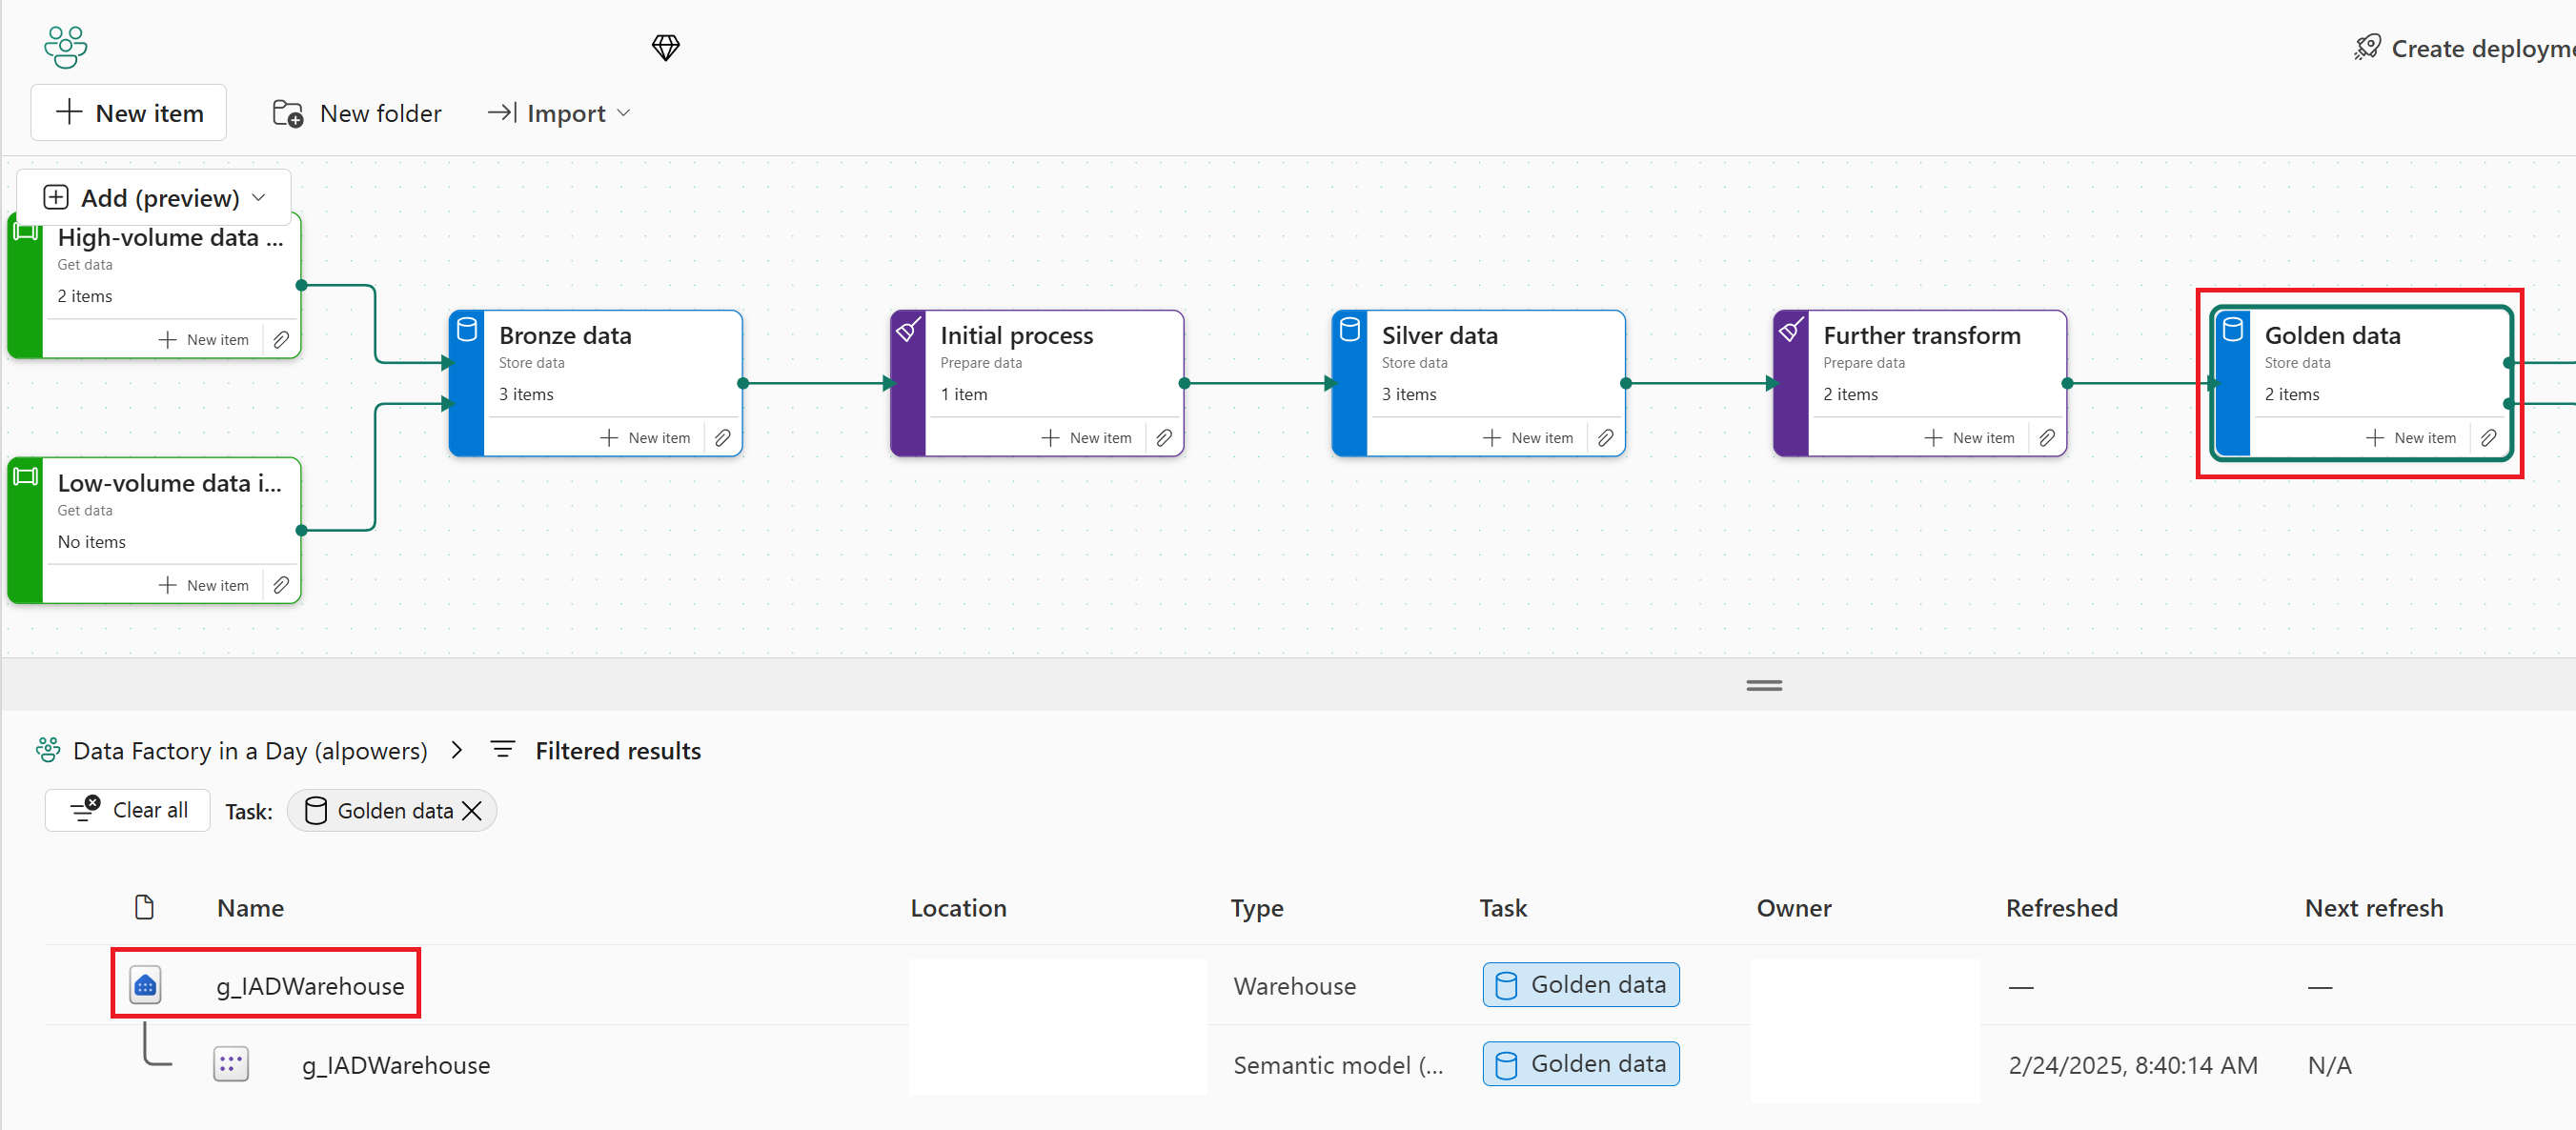 Create deployme
New item
New folder
Import
Add (preview)
High-volume data ...
Get data
2 items
New item
Low-volume data i...
Get data
No items
New item
Bronze data
Store data
3 items
New item
Initial process
Prepare data
1 item
New item
Silver data
Store data
3 items
New item
Further transform
Prepare data
2 items
New item
Golden data
Store data
2 items
New item
Data Factory in a Day (alpowers) > Filtered results
Clear all Task: Golden data
Name Location Type Task Owner Refreshed Next refresh
g_IADWarehouse Warehouse Golden data — —
g_IADWarehouse Semantic model (... Golden data 2/24/2025, 8:40:14 AM N/A